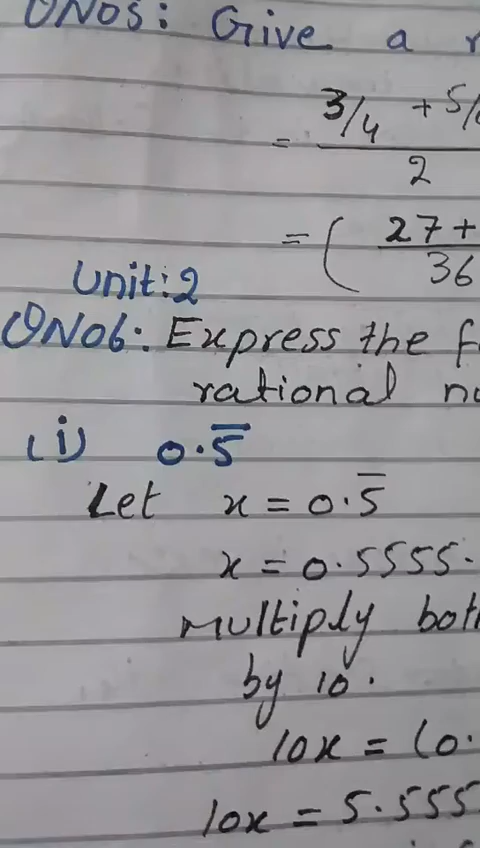 QNO5: Give a
3/4 + 5/
=
2
= ( 27 +
36
Unit:2
QNO6: Express the
rational
(i) 0.5̅
Let x = 0.5̅
x = 0.5555.
Multiply
by 10.
10x = (0.
10x = 5.555